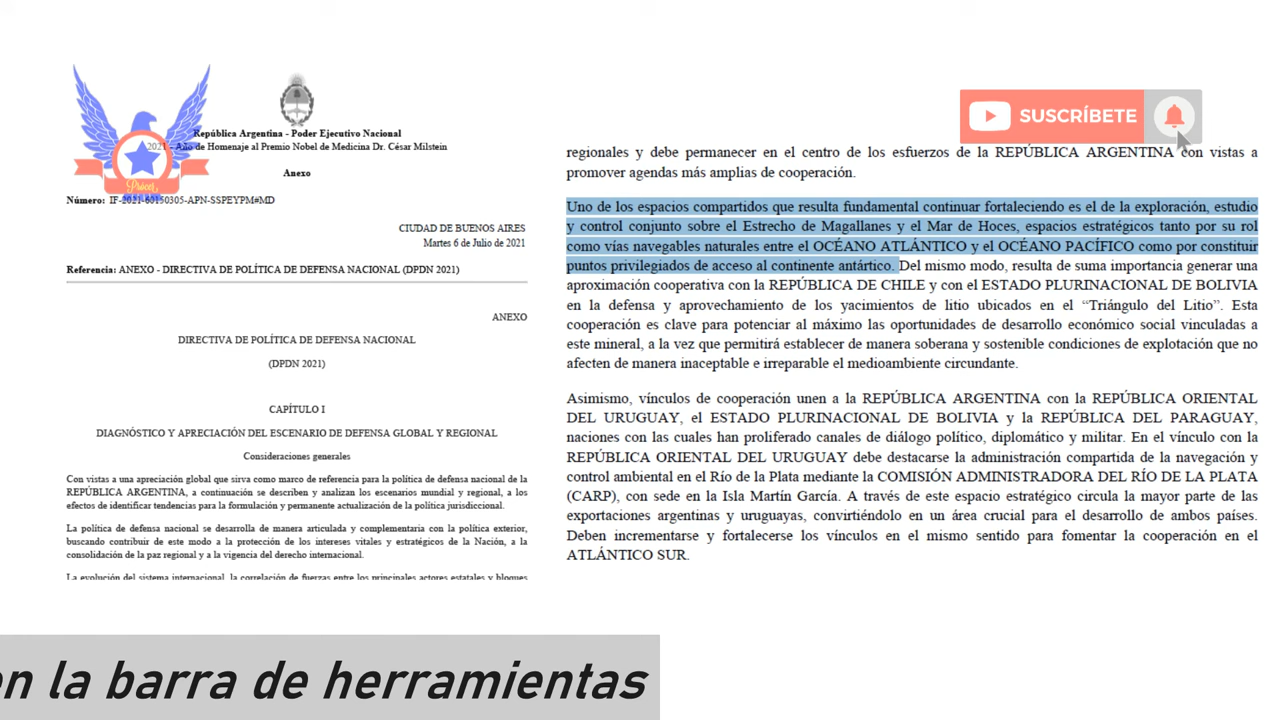 República Argentina - Poder Ejecutivo Nacional
2021 - Año de Homenaje al Premio Nobel de Medicina Dr. César Milstein
Anexo
Prócer
Número: IF-2021-60150305-APN-SSPEYPM#MD
CIUDAD DE BUENOS AIRES
Martes 6 de Julio de 2021
Referencia: ANEXO - DIRECTIVA DE POLÍTICA DE DEFENSA NACIONAL (DPDN 2021)
ANEXO
DIRECTIVA DE POLÍTICA DE DEFENSA NACIONAL
(DPDN 2021)
CAPÍTULO I
DIAGNÓSTICO Y APRECIACIÓN DEL ESCENARIO DE DEFENSA GLOBAL Y REGIONAL
Consideraciones generales
Con vistas a una apreciación global que sirva como marco de referencia para la política de defensa nacional de la
REPÚBLICA ARGENTINA, a continuación se describen y analizan los escenarios mundial y regional, a los
efectos de identificar tendencias para la formulación y permanente actualización de la política jurisdiccional.
La política de defensa nacional se desarrolla de manera articulada y complementaria con la política exterior,
buscando contribuir de este modo a la protección de los intereses vitales y estratégicos de la Nación, a la
consolidación de la paz regional y a la vigencia del derecho internacional.
La evolución del sistema internacional, la correlación de fuerzas entre los principales actores estatales y bloques
SUSCRÍBETE
regionales y debe permanecer en el centro de los esfuerzos de la REPÚBLICA ARGENTINA con vistas a
promover agendas más amplias de cooperación.
Uno de los espacios compartidos que resulta fundamental continuar fortaleciendo es el de la exploración, estudio
y control conjunto sobre el Estrecho de Magallanes y el Mar de Hoces, espacios estratégicos tanto por su rol
como vías navegables naturales entre el OCÉANO ATLÁNTICO y el OCÉANO PACÍFICO como por constituir
puntos privilegiados de acceso al continente antártico. Del mismo modo, resulta de suma importancia generar una
aproximación cooperativa con la REPÚBLICA DE CHILE y con el ESTADO PLURINACIONAL DE BOLIVIA
en la defensa y aprovechamiento de los yacimientos de litio ubicados en el “Triángulo del Litio”. Esta
cooperación es clave para potenciar al máximo las oportunidades de desarrollo económico social vinculadas a
este mineral, a la vez que permitirá establecer de manera soberana y sostenible condiciones de explotación que no
afecten de manera inaceptable e irreparable el medioambiente circundante.
Asimismo, vínculos de cooperación unen a la REPÚBLICA ARGENTINA con la REPÚBLICA ORIENTAL
DEL URUGUAY, el ESTADO PLURINACIONAL DE BOLIVIA y la REPÚBLICA DEL PARAGUAY,
naciones con las cuales han proliferado canales de diálogo político, diplomático y militar. En el vínculo con la
REPÚBLICA ORIENTAL DEL URUGUAY debe destacarse la administración compartida de la navegación y
control ambiental en el Río de la Plata mediante la COMISIÓN ADMINISTRADORA DEL RÍO DE LA PLATA
(CARP), con sede en la Isla Martín García. A través de este espacio estratégico circula la mayor parte de las
exportaciones argentinas y uruguayas, convirtiéndolo en un área crucial para el desarrollo de ambos países.
Deben incrementarse y fortalecerse los vínculos en el mismo sentido para fomentar la cooperación en el
ATLÁNTICO SUR.
en la barra de herramientas